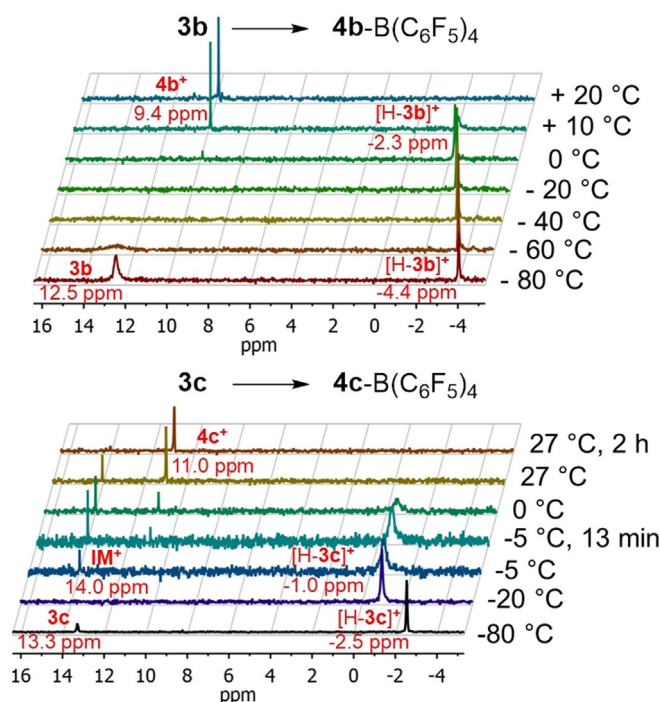 3b → 4b-B(C₆F₅)₄
4b⁺
9.4 ppm
[H-3b]⁺
-2.3 ppm
+ 20 °C
+ 10 °C
0 °C
- 20 °C
- 40 °C
- 60 °C
- 80 °C
3b
12.5 ppm
[H-3b]⁺
-4.4 ppm
16 14 12 10 8 6 4 2 0 -2 -4
ppm
3c → 4c-B(C₆F₅)₄
4c⁺
11.0 ppm
27 °C, 2 h
27 °C
0 °C
-5 °C, 13 min
IM⁺
14.0 ppm
[H-3c]⁺
-1.0 ppm
-5 °C
-20 °C
3c
13.3 ppm
[H-3c]⁺
-2.5 ppm
-80 °C
16 14 12 10 8 6 4 2 0 -2 -4
ppm